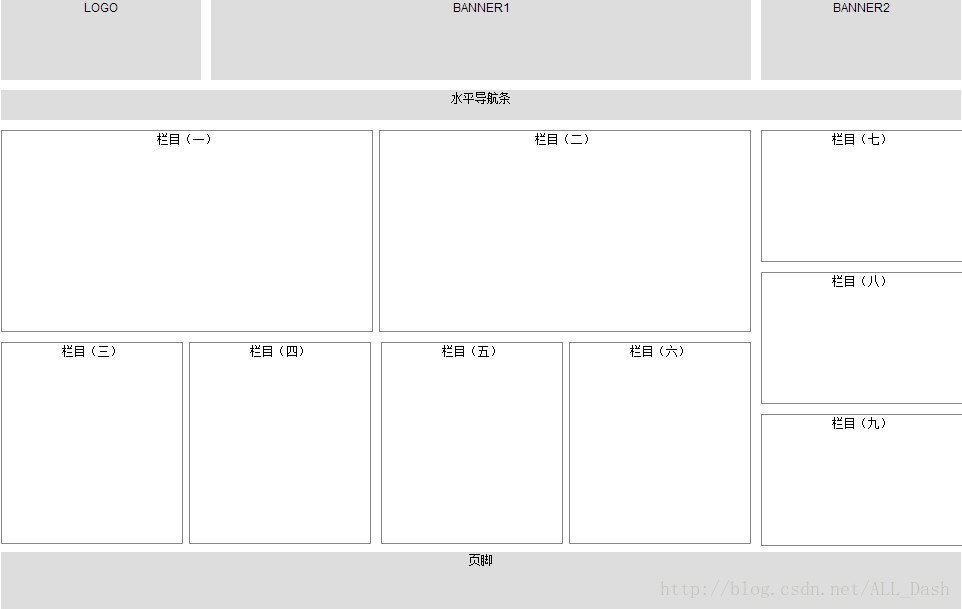 LOGO
BANNER1
BANNER2
水平导航条
栏目（一）
栏目（二）
栏目（七）
栏目（八）
栏目（三）
栏目（四）
栏目（五）
栏目（六）
栏目（九）
页脚
http://blog.csdn.net/ALL_Dash